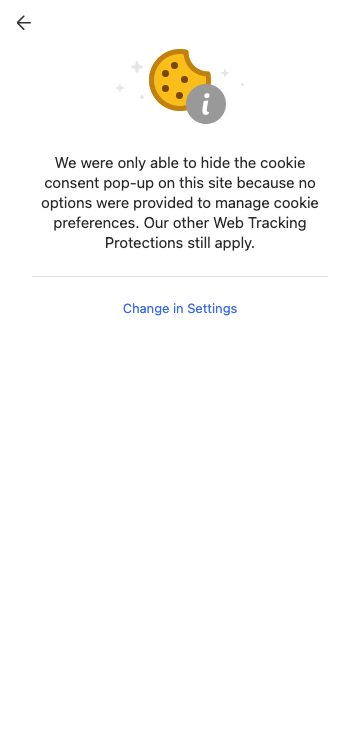 We were only able to hide the cookie
consent pop-up on this site because no
options were provided to manage cookie
preferences. Our other Web Tracking
Protections still apply.
Change in Settings